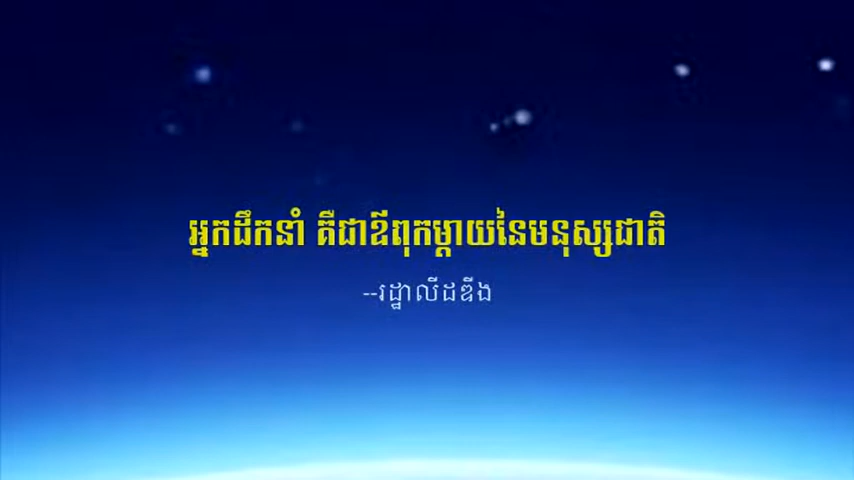 អ្នកដឹកនាំ គឺជាឪពុកម្តាយនៃមនុស្សជាតិ
--រដ្ឋាលីដឌីង